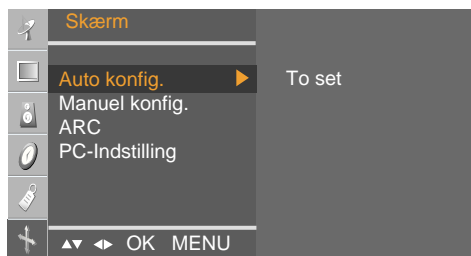 Skærm
Auto konfig. To set
Manuel konfig.
ARC
PC-Indstilling
OK MENU